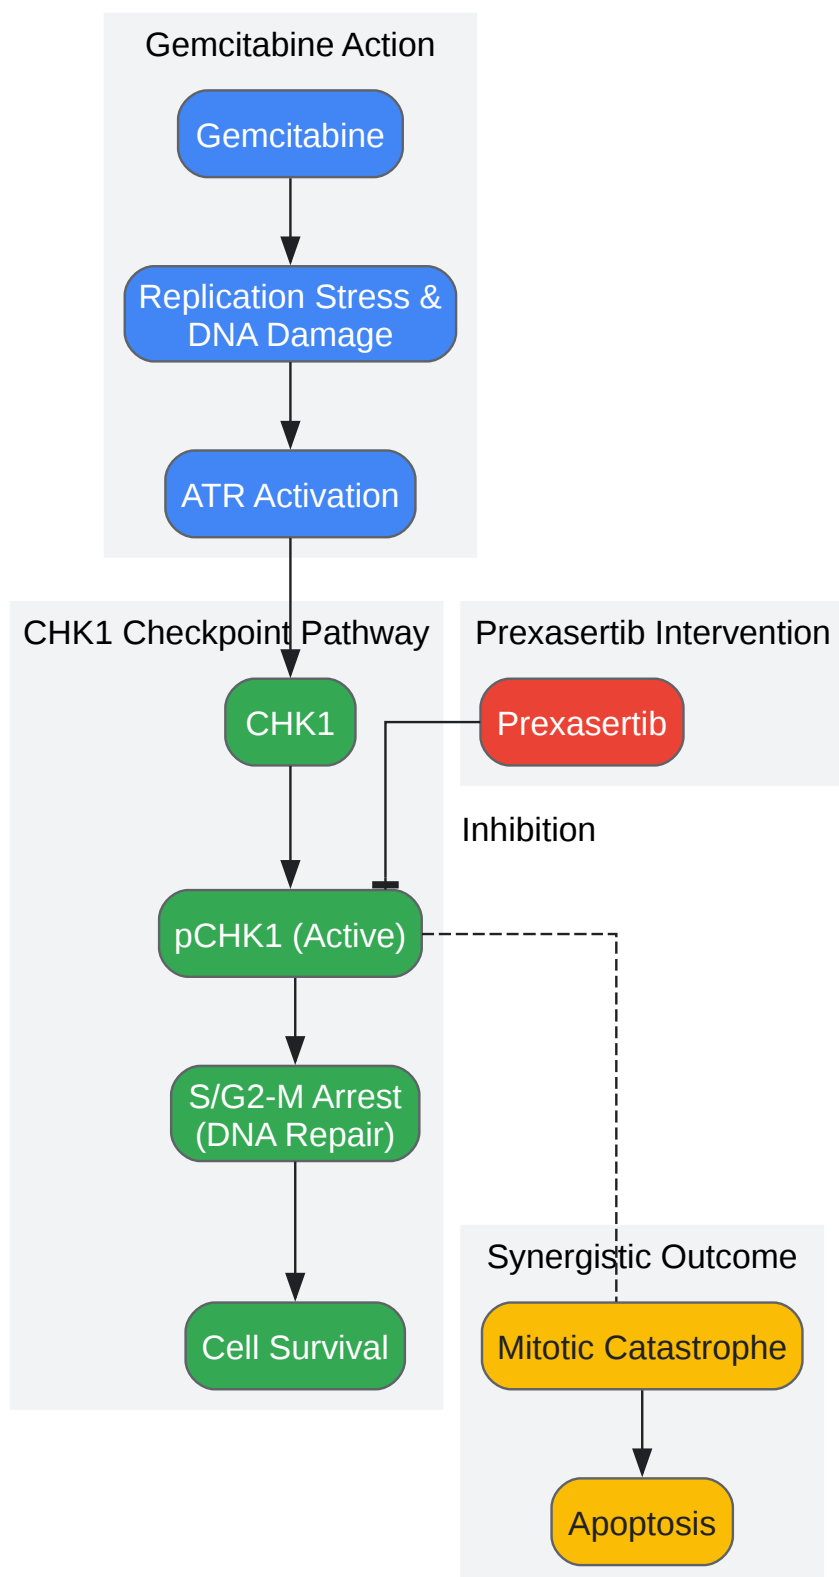 Gemcitabine Action
Gemcitabine
Replication Stress &
DNA Damage
ATR Activation
CHK1 Checkpoint Pathway
Prexasertib Intervention
CHK1
Prexasertib
Inhibition
pCHK1 (Active)
S/G2-M Arrest
(DNA Repair)
Synergistic Outcome
Cell Survival
Mitotic Catastrophe
Apoptosis